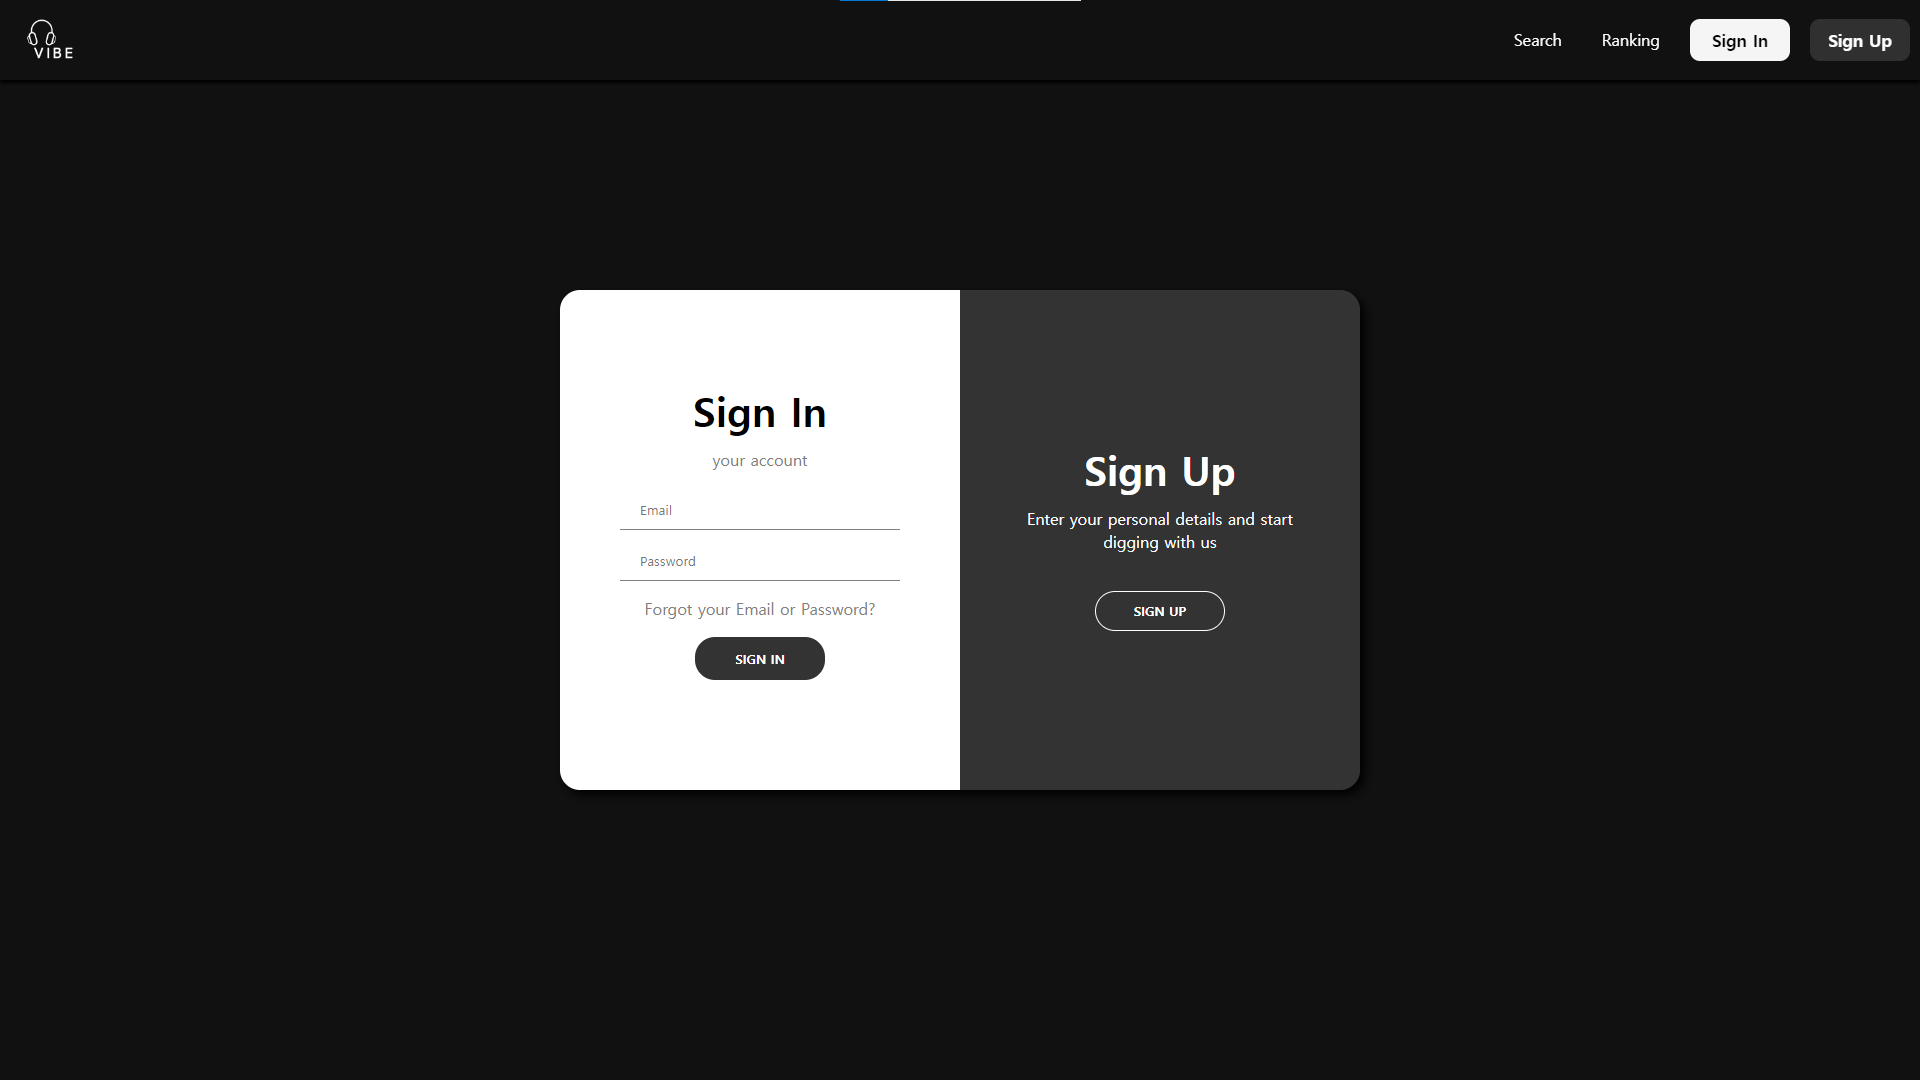 VIBE
Search
Ranking
Sign In
Sign Up
Sign In
your account
Email
Password
Forgot your Email or Password?
SIGN IN
Sign Up
Enter your personal details and start
digging with us
SIGN UP